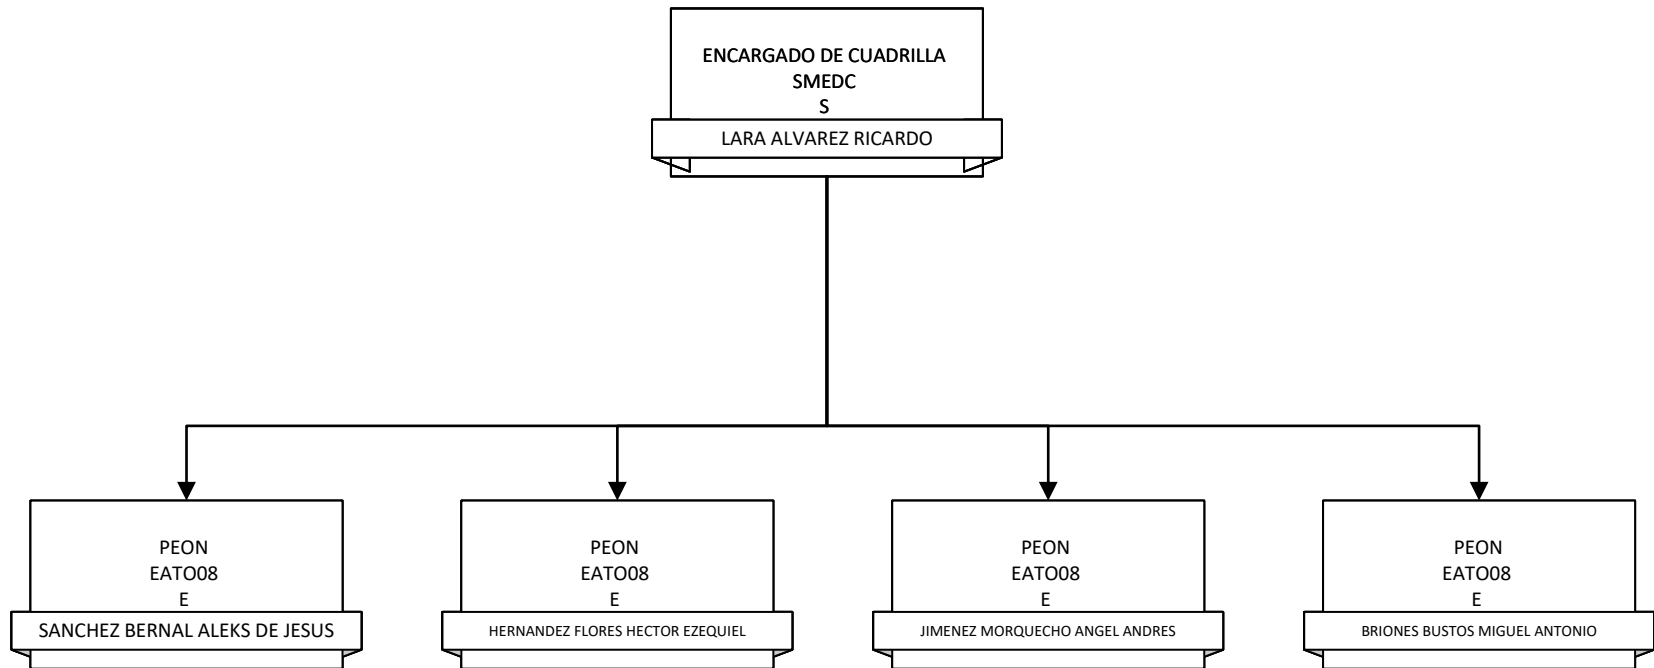 ENCARGADO DE CUADRILLA
SMEDC
S
LARA ALVAREZ RICARDO
PEON
EATO08
E
SANCHEZ BERNAL ALEKS DE JESUS
PEON
EATO08
E
HERNANDEZ FLORES HECTOR EZEQUIEL
PEON
EATO08
E
JIMENEZ MORQUECHO ANGEL ANDRES
PEON
EATO08
E
BRIONES BUSTOS MIGUEL ANTONIO